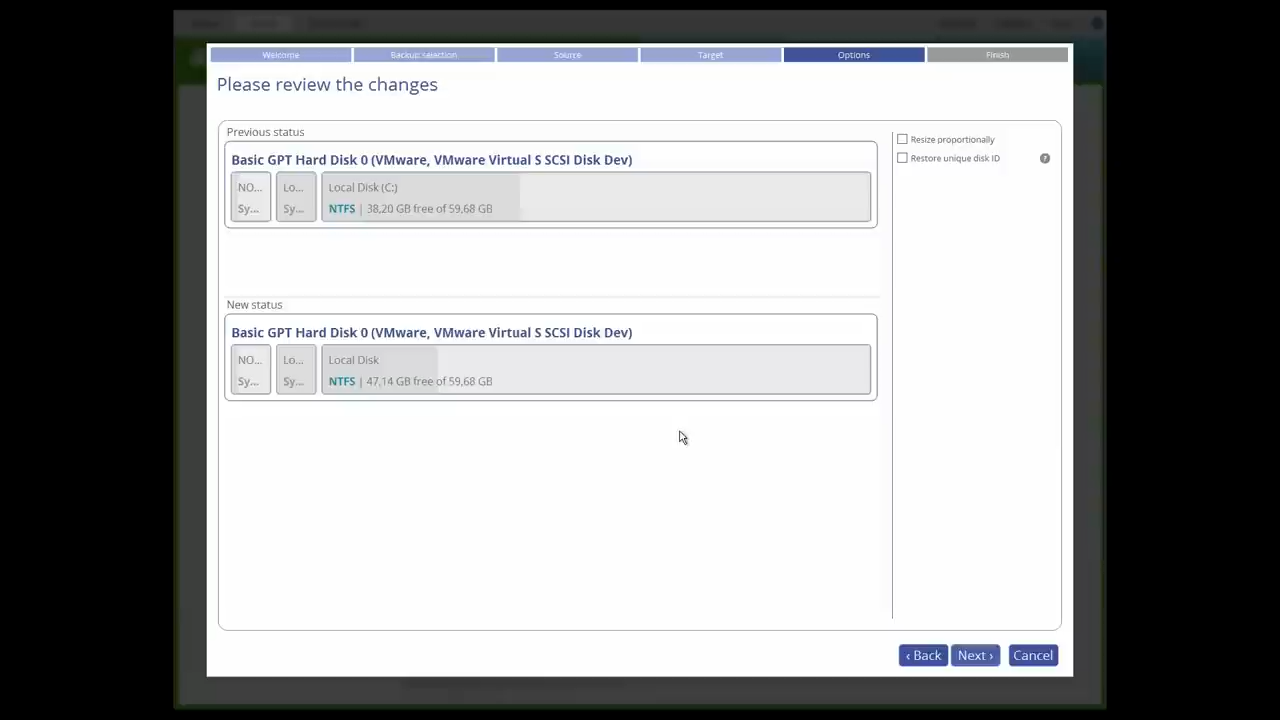 Welcome
Backup selection
Source
Target
Options
Finish
Please review the changes
Previous status
Basic GPT Hard Disk 0 (VMware, VMware Virtual S SCSI Disk Dev)
NO...
Sy...
Lo...
Sy...
Local Disk (C:)
NTFS | 38,20 GB free of 59,68 GB
Resize proportionally
Restore unique disk ID
?
New status
Basic GPT Hard Disk 0 (VMware, VMware Virtual S SCSI Disk Dev)
NO...
Sy...
Lo...
Sy...
Local Disk
NTFS | 47,14 GB free of 59,68 GB
‹ Back
Next ›
Cancel